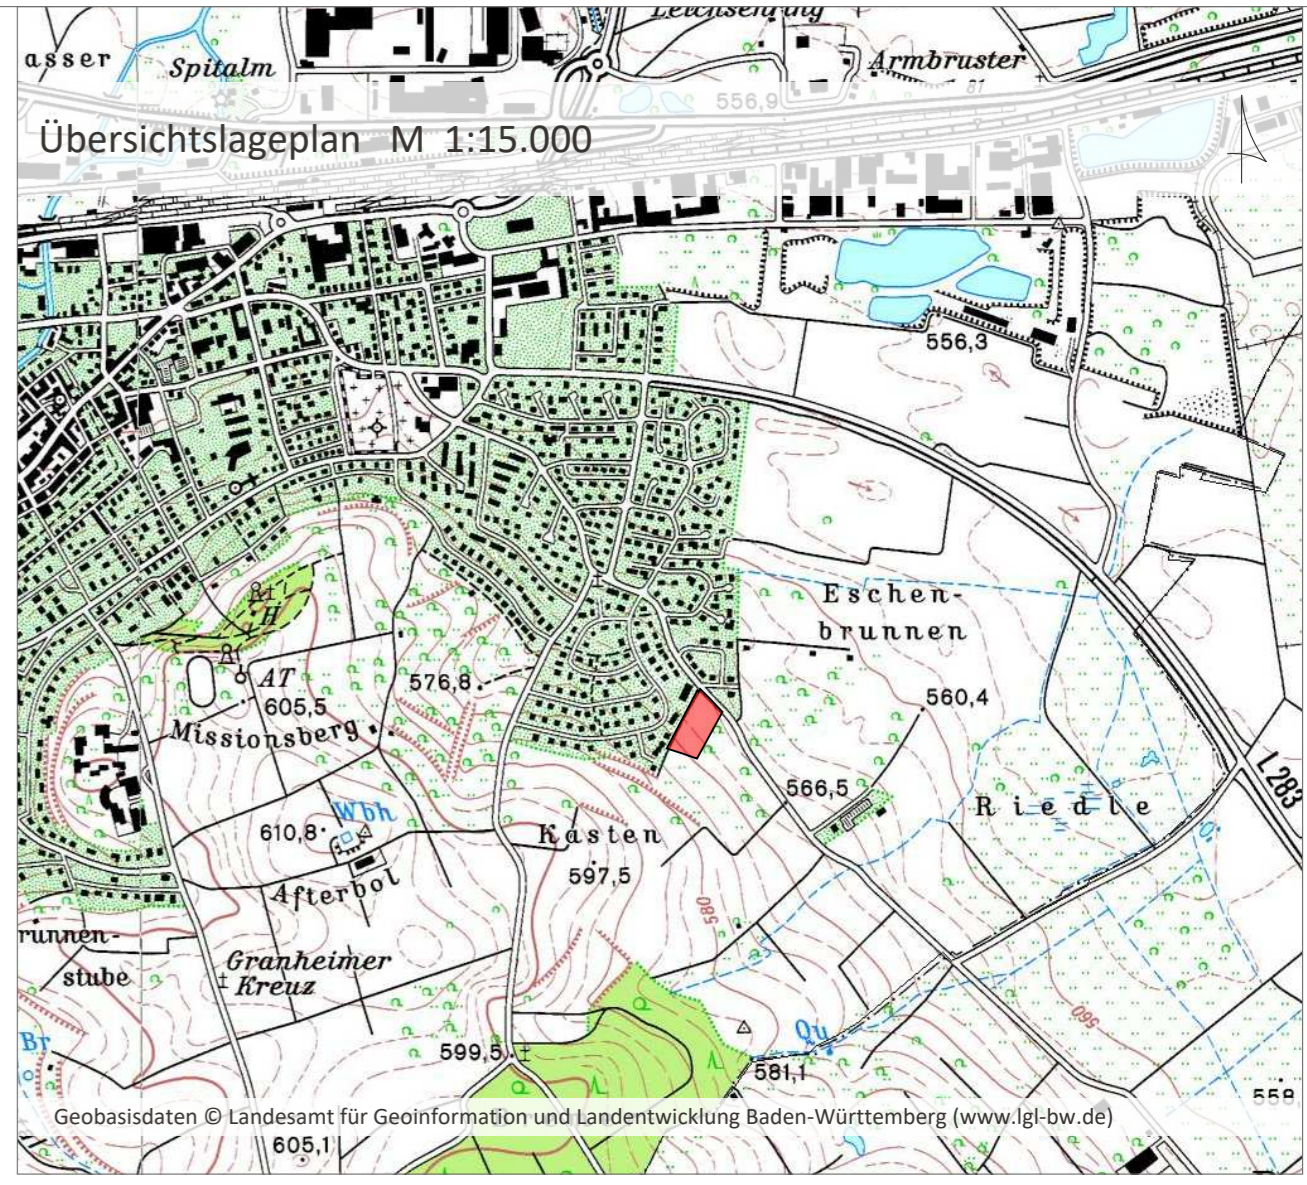 asser
Spitalm
Armbruster
81
556,9
Übersichtslageplan M 1:15.000
556,3
Eschen-
brunnen
H
AT
605,5
576,8
560,4
Missionsberg
566,5
Riedle
L 283
Wbh
610,8
Kästen
597,5
Afterbol
580
runnen-
stube
Granheimer
Kreuz
560
Qu
Br
599,5
581,1
558,
Geobasisdaten © Landesamt für Geoinformation und Landentwicklung Baden-Württemberg (www.lgl-bw.de)
605,1